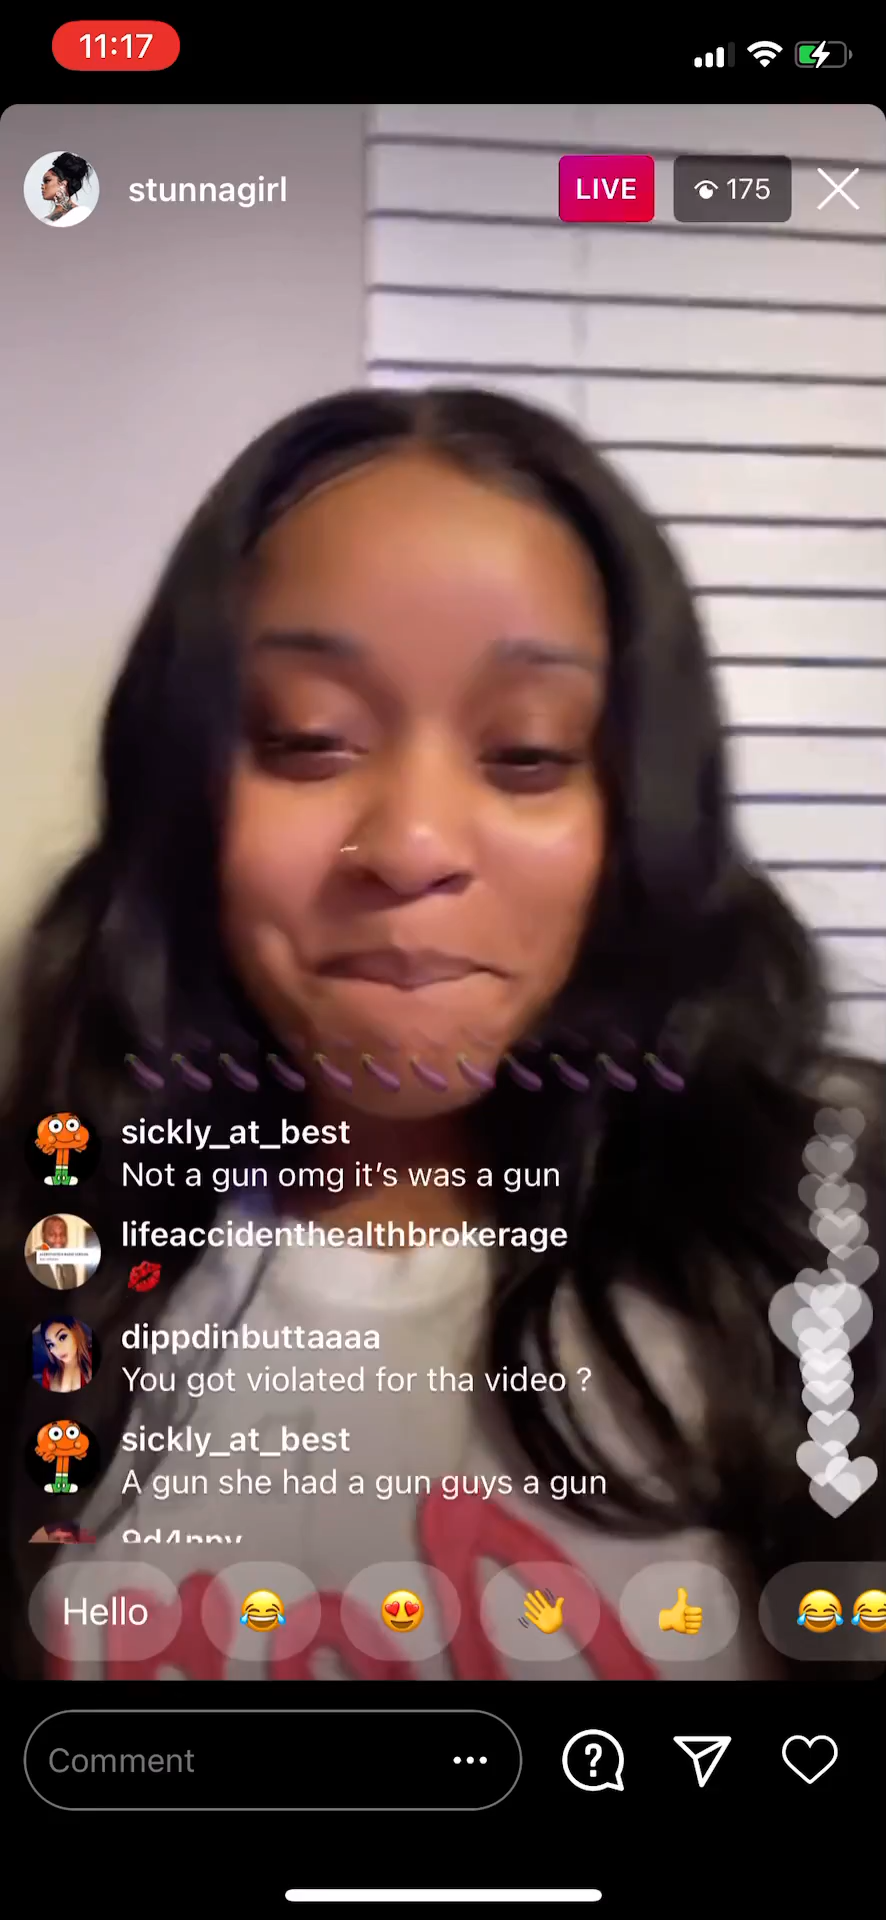 11:17
stunnagirl LIVE 175
🍆🍆🍆🍆🍆🍆🍆🍆🍆🍆🍆🍆
sickly_at_best
Not a gun omg it’s was a gun
lifeaccidenthealthbrokerage
💋
dippdinbuttaaaa
You got violated for tha video ?
sickly_at_best
A gun she had a gun guys a gun
Hello 😂 😍 👋 👍 😂 😂
Comment